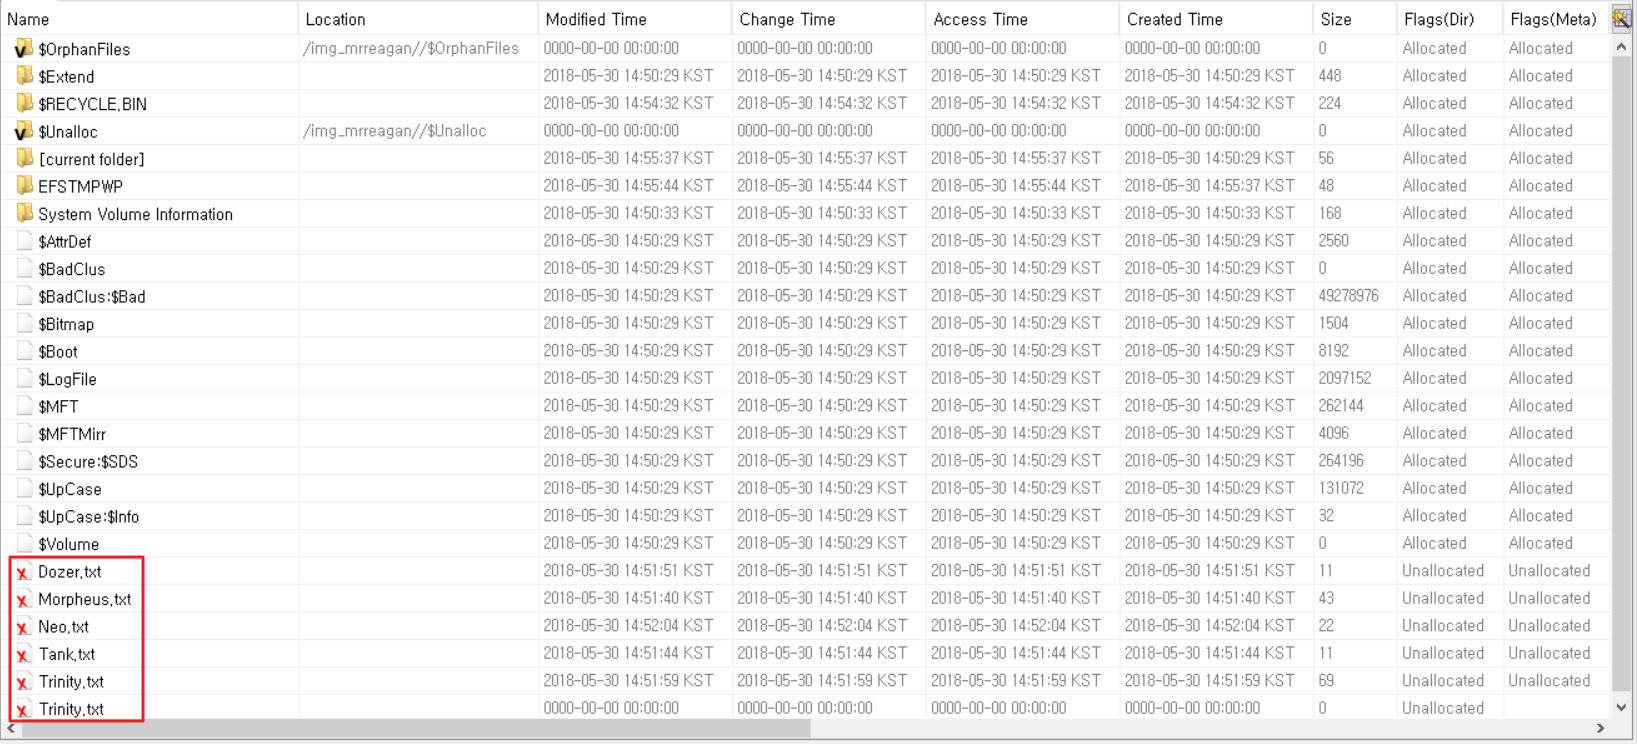 Name Location Modified Time Change Time Access Time Created Time Size Flags(Dir) Flags(Meta)
$OrphanFiles /img_mrreagan//$OrphanFiles 0000-00-00 00:00:00 0000-00-00 00:00:00 0000-00-00 00:00:00 0000-00-00 00:00:00 0 Allocated Allocated
$Extend 2018-05-30 14:50:29 KST 2018-05-30 14:50:29 KST 2018-05-30 14:50:29 KST 2018-05-30 14:50:29 KST 448 Allocated Allocated
$RECYCLE.BIN 2018-05-30 14:54:32 KST 2018-05-30 14:54:32 KST 2018-05-30 14:54:32 KST 2018-05-30 14:54:32 KST 224 Allocated Allocated
$Unalloc /img_mrreagan//$Unalloc 0000-00-00 00:00:00 0000-00-00 00:00:00 0000-00-00 00:00:00 0000-00-00 00:00:00 0 Allocated Allocated
[current folder] 2018-05-30 14:55:37 KST 2018-05-30 14:55:37 KST 2018-05-30 14:55:37 KST 2018-05-30 14:50:29 KST 56 Allocated Allocated
EFSTMPWP 2018-05-30 14:55:44 KST 2018-05-30 14:55:44 KST 2018-05-30 14:55:44 KST 2018-05-30 14:55:37 KST 48 Allocated Allocated
System Volume Information 2018-05-30 14:50:33 KST 2018-05-30 14:50:33 KST 2018-05-30 14:50:33 KST 2018-05-30 14:50:33 KST 168 Allocated Allocated
$AttrDef 2018-05-30 14:50:29 KST 2018-05-30 14:50:29 KST 2018-05-30 14:50:29 KST 2018-05-30 14:50:29 KST 2560 Allocated Allocated
$BadClus 2018-05-30 14:50:29 KST 2018-05-30 14:50:29 KST 2018-05-30 14:50:29 KST 2018-05-30 14:50:29 KST 0 Allocated Allocated
$BadClus:$Bad 2018-05-30 14:50:29 KST 2018-05-30 14:50:29 KST 2018-05-30 14:50:29 KST 2018-05-30 14:50:29 KST 49278976 Allocated Allocated
$Bitmap 2018-05-30 14:50:29 KST 2018-05-30 14:50:29 KST 2018-05-30 14:50:29 KST 2018-05-30 14:50:29 KST 1504 Allocated Allocated
$Boot 2018-05-30 14:50:29 KST 2018-05-30 14:50:29 KST 2018-05-30 14:50:29 KST 2018-05-30 14:50:29 KST 8192 Allocated Allocated
$LogFile 2018-05-30 14:50:29 KST 2018-05-30 14:50:29 KST 2018-05-30 14:50:29 KST 2018-05-30 14:50:29 KST 2097152 Allocated Allocated
$MFT 2018-05-30 14:50:29 KST 2018-05-30 14:50:29 KST 2018-05-30 14:50:29 KST 2018-05-30 14:50:29 KST 262144 Allocated Allocated
$MFTMirr 2018-05-30 14:50:29 KST 2018-05-30 14:50:29 KST 2018-05-30 14:50:29 KST 2018-05-30 14:50:29 KST 4096 Allocated Allocated
$Secure:$SDS 2018-05-30 14:50:29 KST 2018-05-30 14:50:29 KST 2018-05-30 14:50:29 KST 2018-05-30 14:50:29 KST 264196 Allocated Allocated
$UpCase 2018-05-30 14:50:29 KST 2018-05-30 14:50:29 KST 2018-05-30 14:50:29 KST 2018-05-30 14:50:29 KST 131072 Allocated Allocated
$UpCase:$Info 2018-05-30 14:50:29 KST 2018-05-30 14:50:29 KST 2018-05-30 14:50:29 KST 2018-05-30 14:50:29 KST 32 Allocated Allocated
$Volume 2018-05-30 14:50:29 KST 2018-05-30 14:50:29 KST 2018-05-30 14:50:29 KST 2018-05-30 14:50:29 KST 0 Allocated Allocated
Dozer.txt 2018-05-30 14:51:51 KST 2018-05-30 14:51:51 KST 2018-05-30 14:51:51 KST 2018-05-30 14:51:51 KST 11 Unallocated Unallocated
Morpheus.txt 2018-05-30 14:51:40 KST 2018-05-30 14:51:40 KST 2018-05-30 14:51:40 KST 2018-05-30 14:51:40 KST 43 Unallocated Unallocated
Neo.txt 2018-05-30 14:52:04 KST 2018-05-30 14:52:04 KST 2018-05-30 14:52:04 KST 2018-05-30 14:52:04 KST 22 Unallocated Unallocated
Tank.txt 2018-05-30 14:51:44 KST 2018-05-30 14:51:44 KST 2018-05-30 14:51:44 KST 2018-05-30 14:51:44 KST 11 Unallocated Unallocated
Trinity.txt 2018-05-30 14:51:59 KST 2018-05-30 14:51:59 KST 2018-05-30 14:51:59 KST 2018-05-30 14:51:59 KST 69 Unallocated Unallocated
Trinity.txt 0000-00-00 00:00:00 0000-00-00 00:00:00 0000-00-00 00:00:00 0000-00-00 00:00:00 0 Unallocated